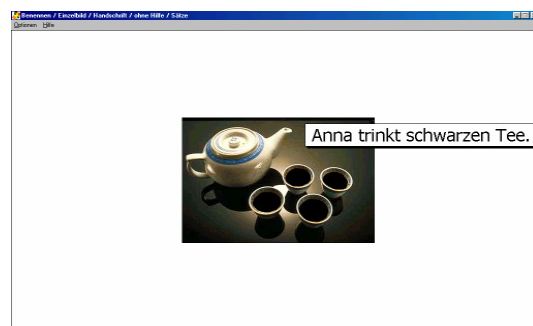 Benennen / Einzelbild / Handschrift / ohne Hilfe / Sätze
Optionen Hilfe
Anna trinkt schwarzen Tee.